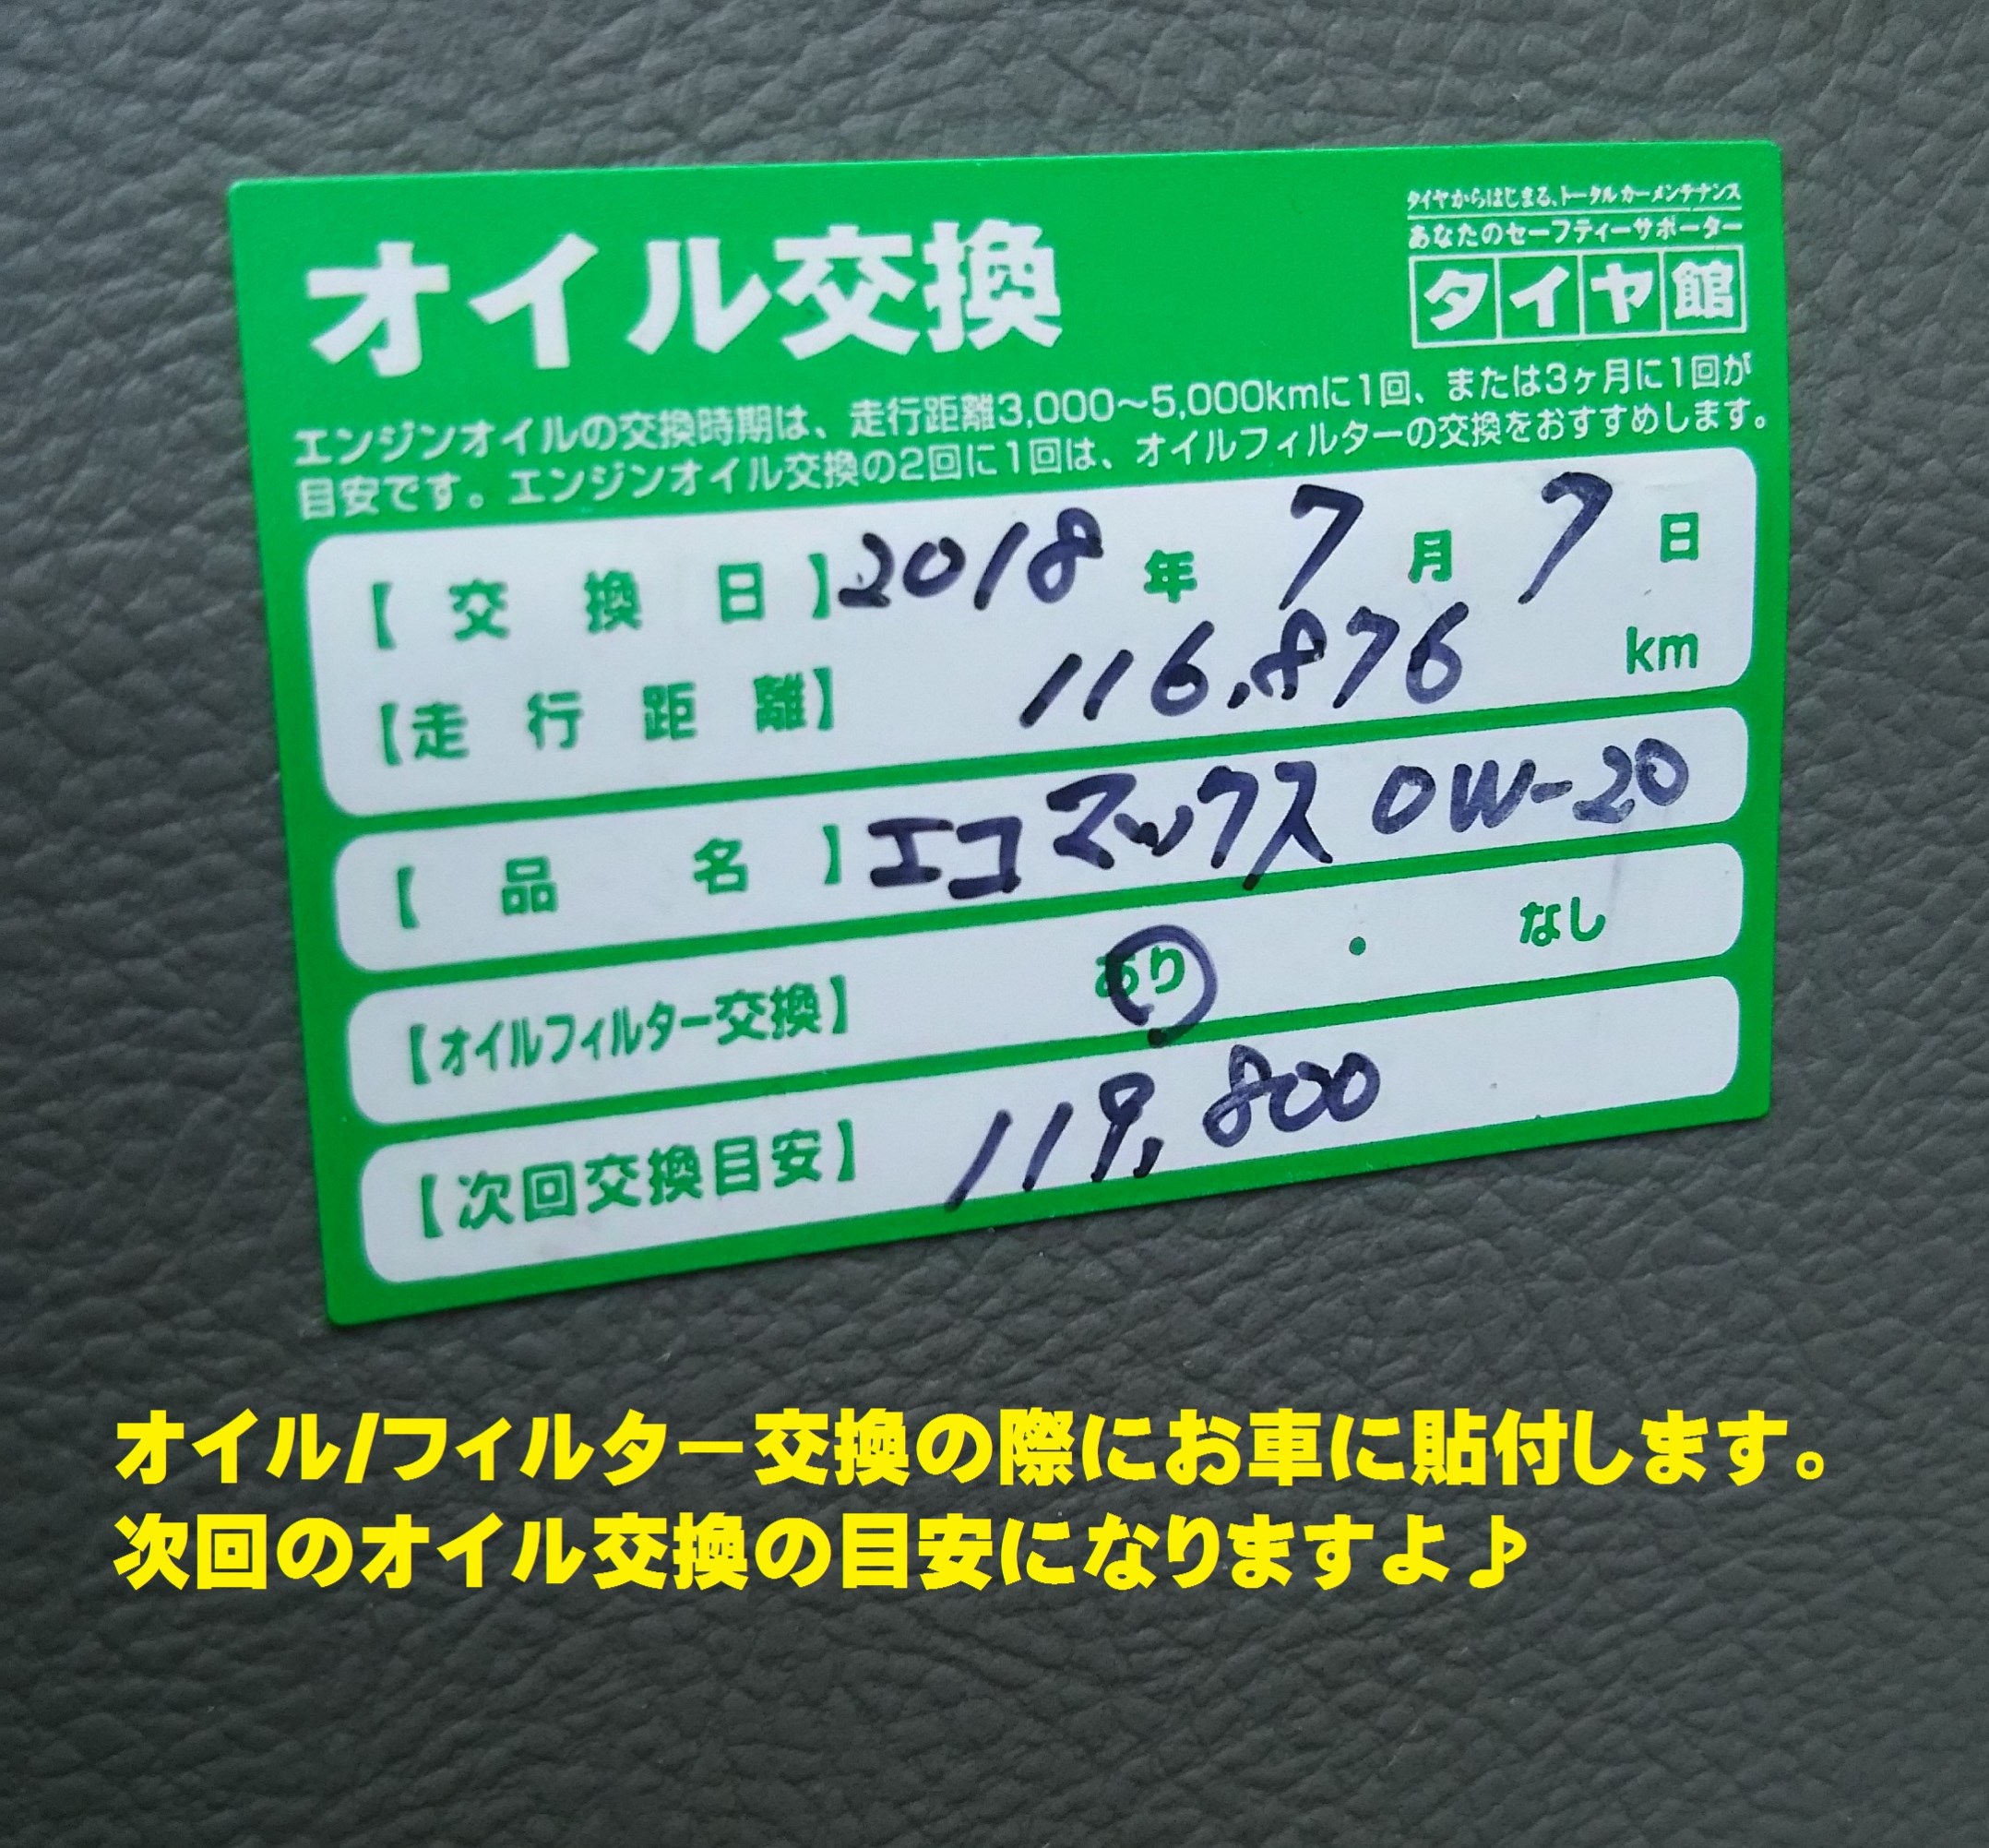 タイヤからはじまる、トータルカーメンテナンス
あなたのセーフティーサポーター
タイヤ館
オイル交換
エンジンオイルの交換時期は、走行距離3,000～5,000kmに1回、または3ヶ月に1回が
目安です。エンジンオイル交換の2回に1回は、オイルフィルターの交換をおすすめします。
【交換日】2018年7月7日
【走行距離】116,876 km
【品名】エコマックス 0W-20
【オイルフィルター交換】あり・なし
【次回交換目安】119,800
オイル/フィルター交換の際にお車に貼付します。
次回のオイル交換の目安になりますよ♪